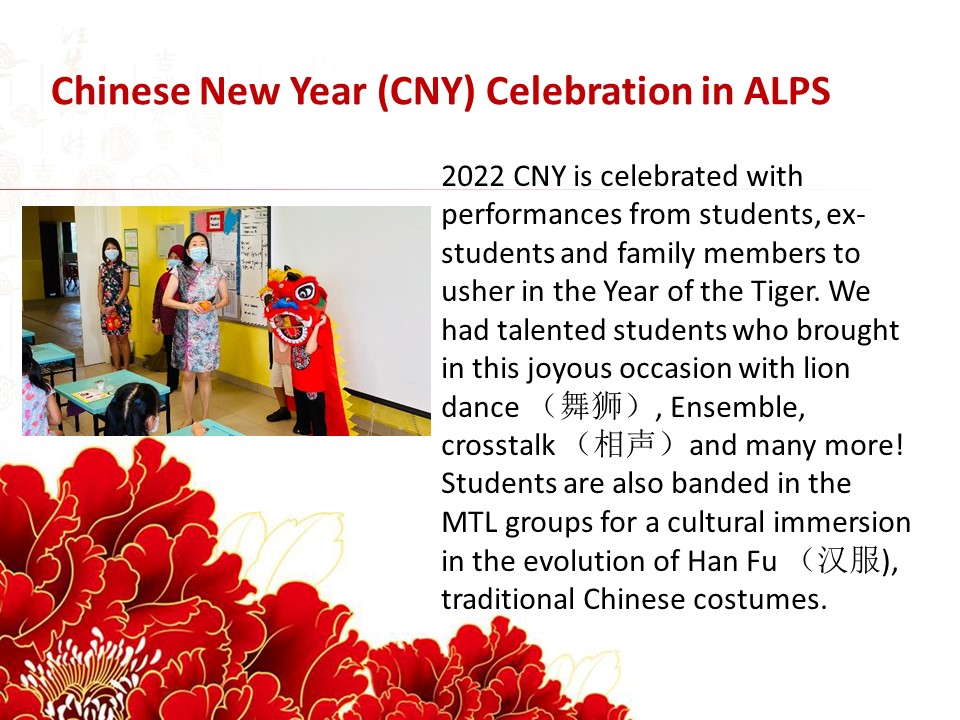 Chinese New Year (CNY) Celebration in ALPS
2022 CNY is celebrated with
performances from students, ex-
students and family members to
usher in the Year of the Tiger. We
had talented students who brought
in this joyous occasion with lion
dance （舞狮）, Ensemble,
crosstalk （相声）and many more!
Students are also banded in the
MTL groups for a cultural immersion
in the evolution of Han Fu （汉服),
traditional Chinese costumes.